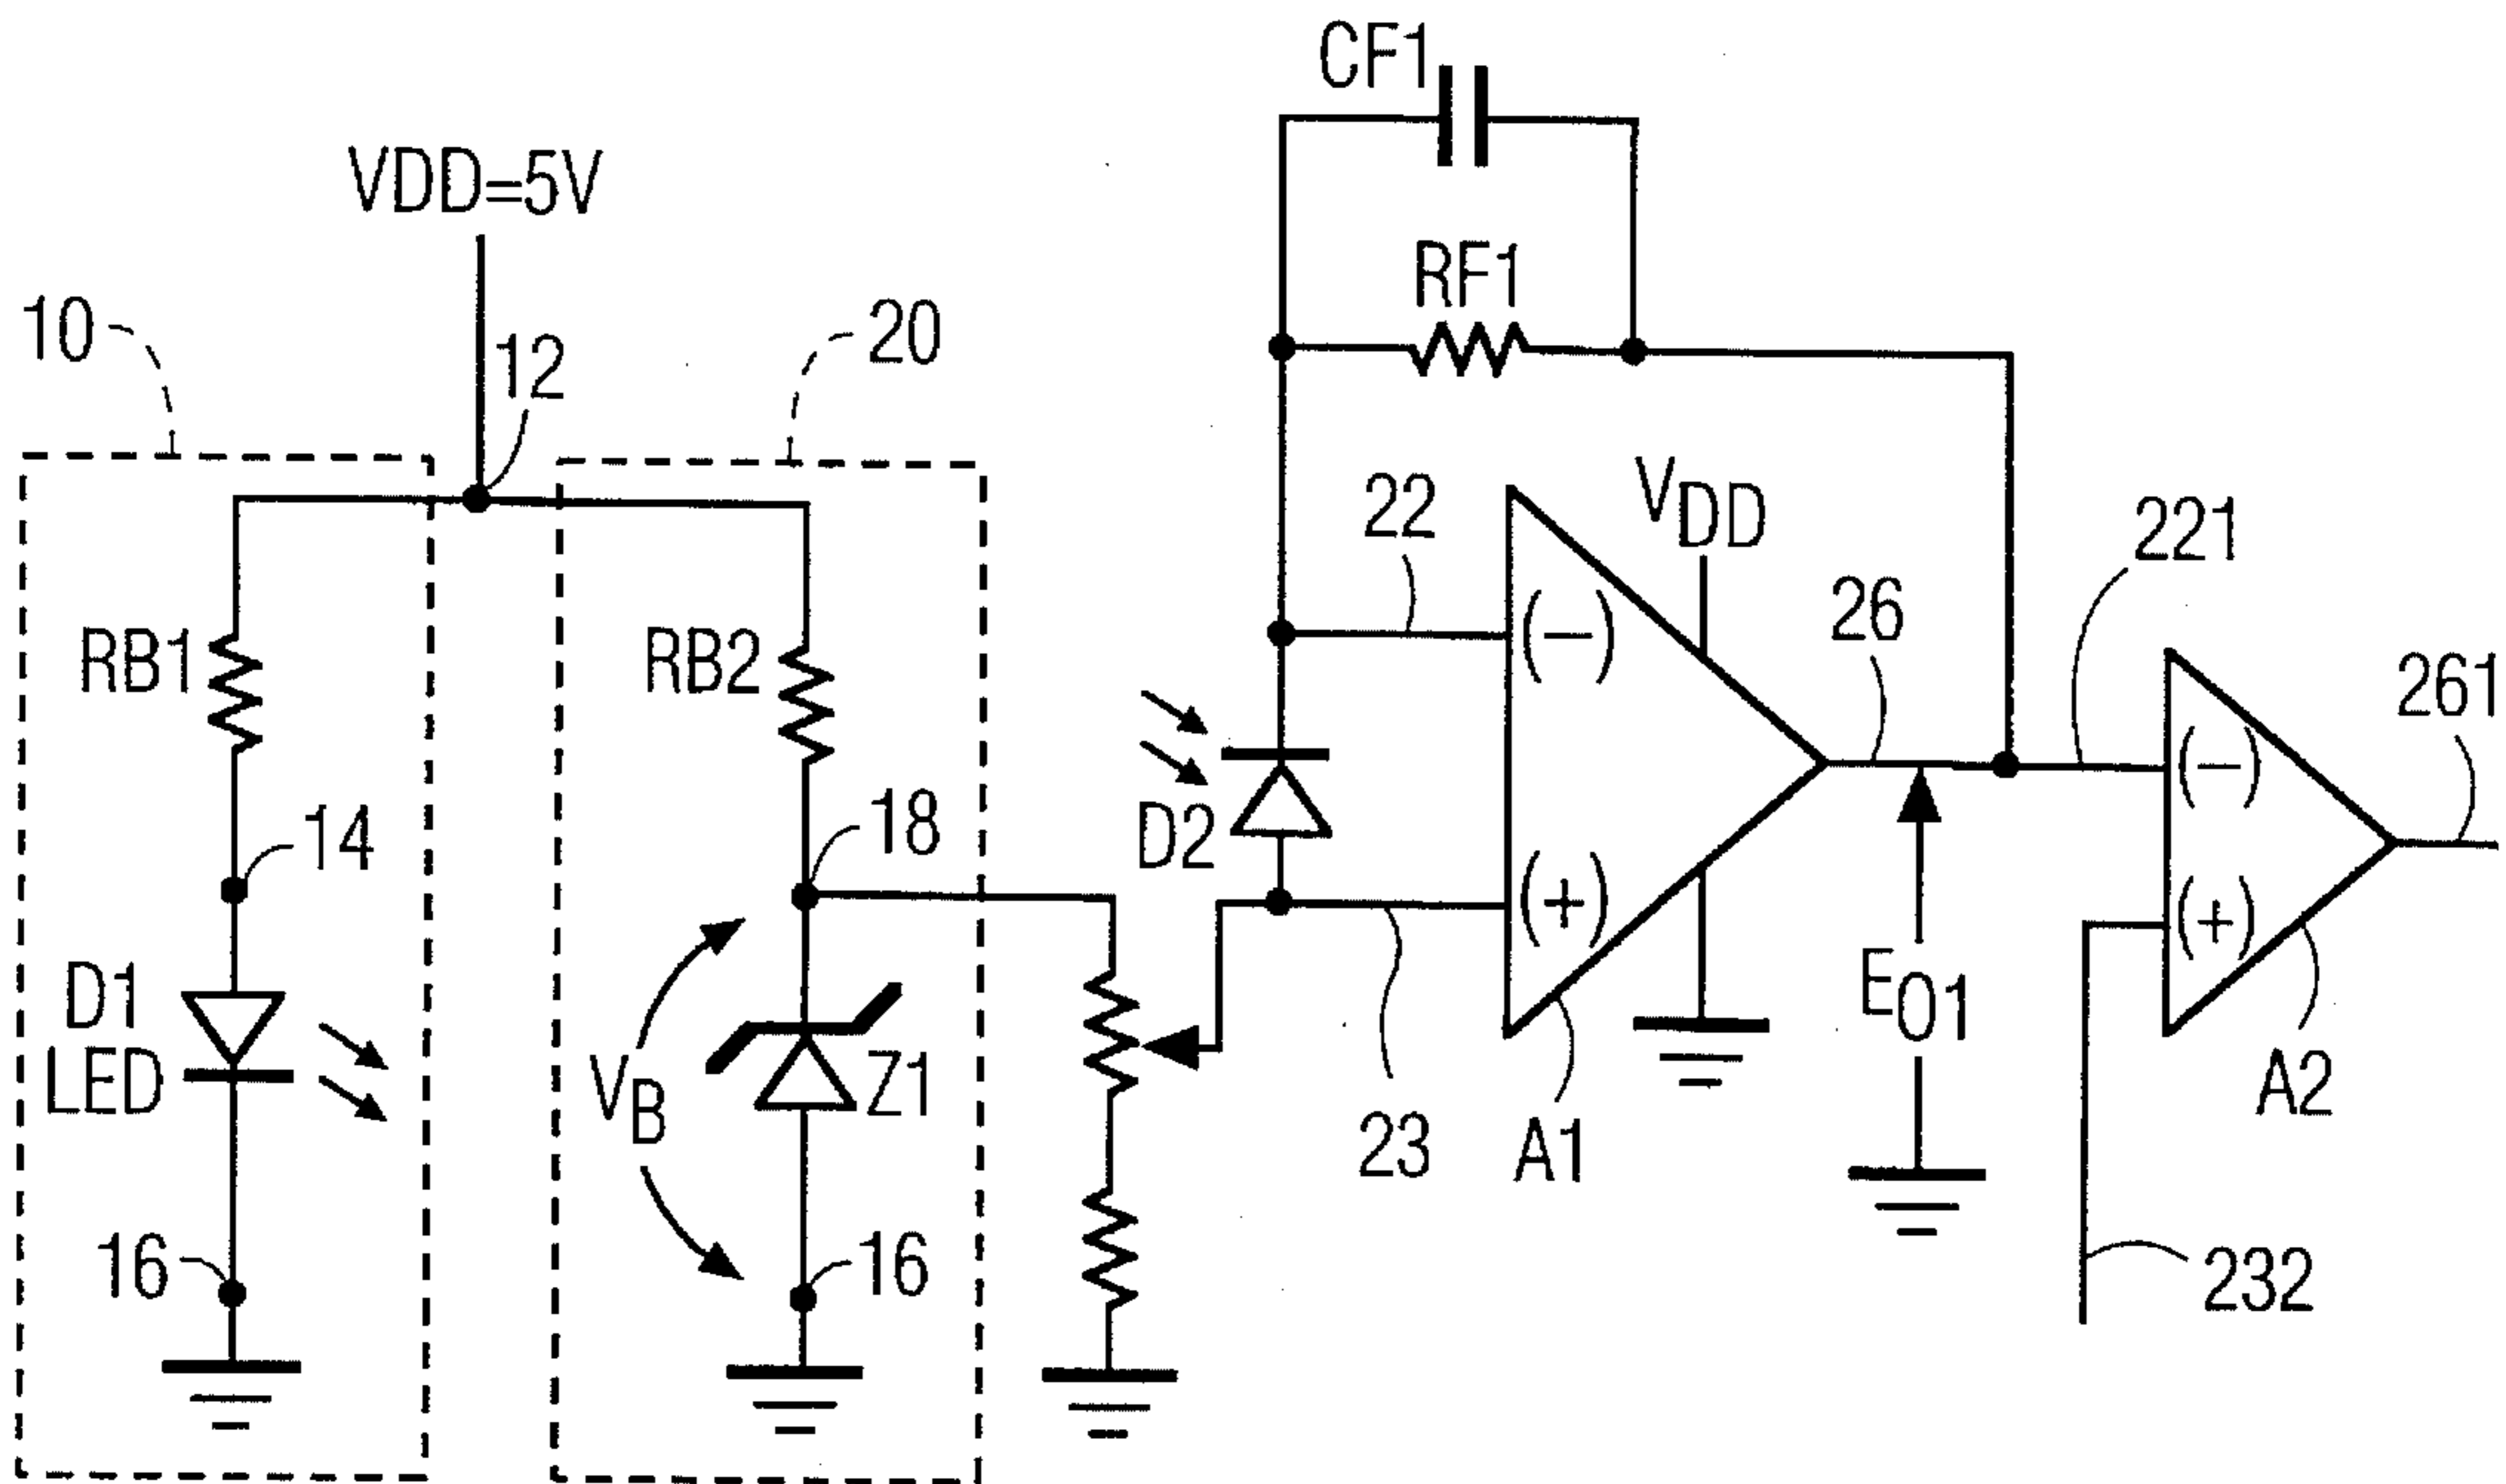 CF1
VDD=5V
RF1
10
20
12
22
VDD
221
26
(-)
RB1
RB2
261
(-)
14
18
D2
(+)
(+)
D1
LED
EO1
VB
Z1
A2
23
A1
16
16
232